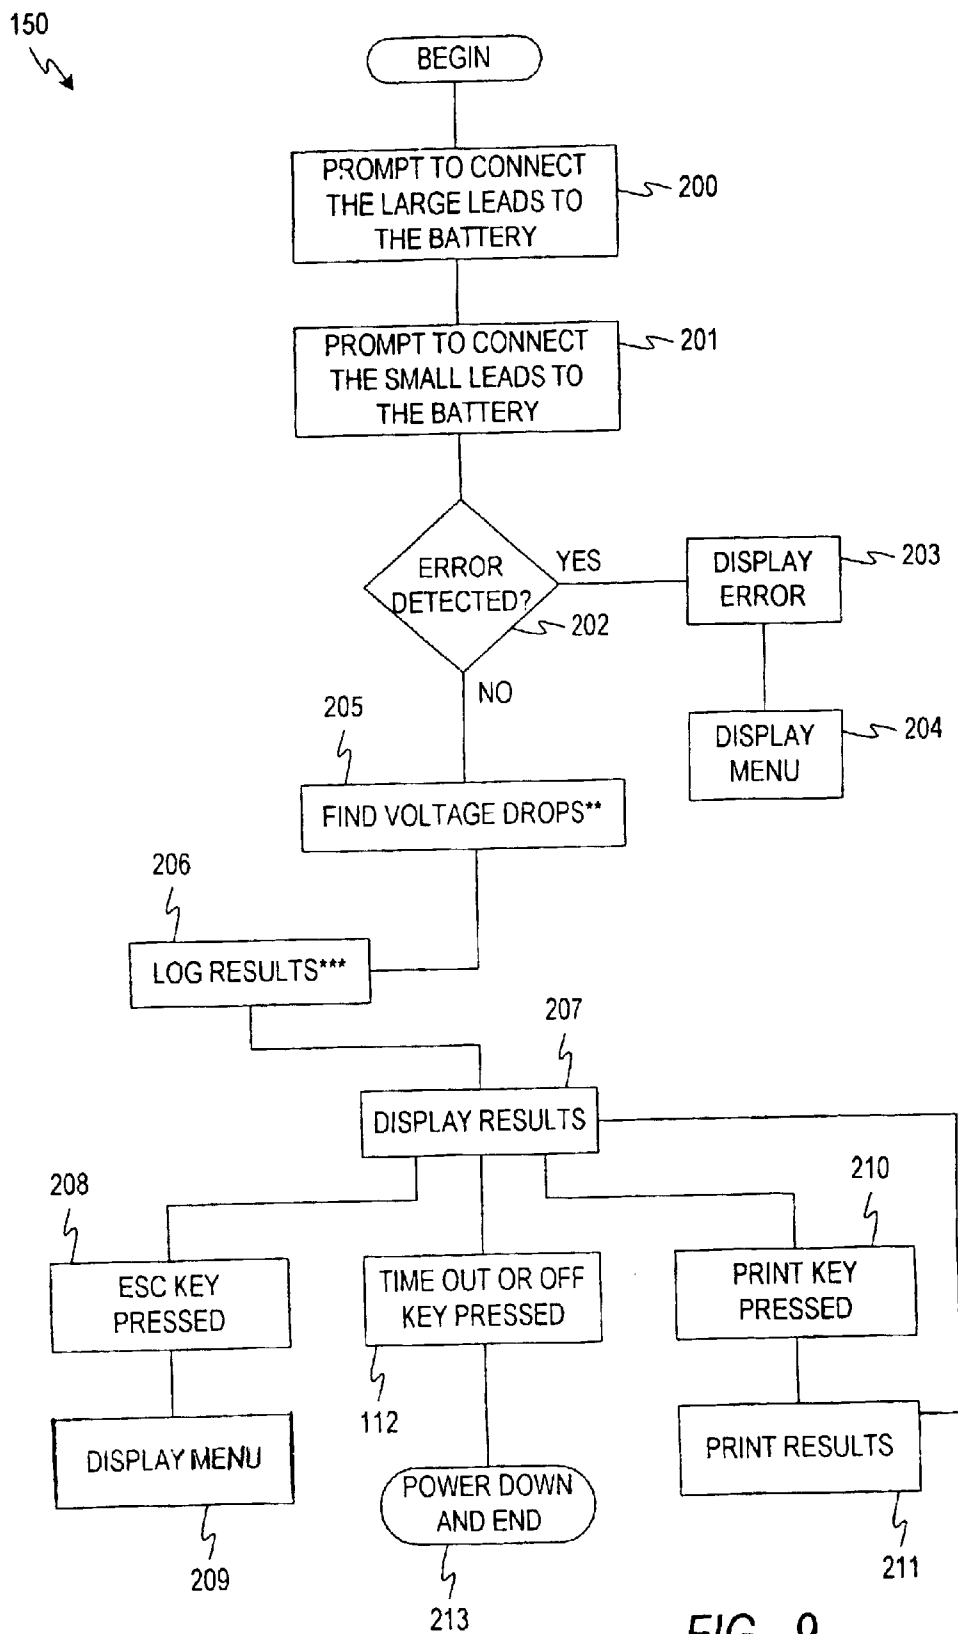 150
BEGIN
PROMPT TO CONNECT
THE LARGE LEADS TO
THE BATTERY
200
PROMPT TO CONNECT
THE SMALL LEADS TO
THE BATTERY
201
ERROR
DETECTED?
202
YES
DISPLAY
ERROR
203
NO
DISPLAY
MENU
204
205
FIND VOLTAGE DROPS**
206
LOG RESULTS***
207
DISPLAY RESULTS
208
ESC KEY
PRESSED
TIME OUT OR OFF
KEY PRESSED
112
210
PRINT KEY
PRESSED
DISPLAY MENU
209
POWER DOWN
AND END
213
PRINT RESULTS
211
FIG. 9